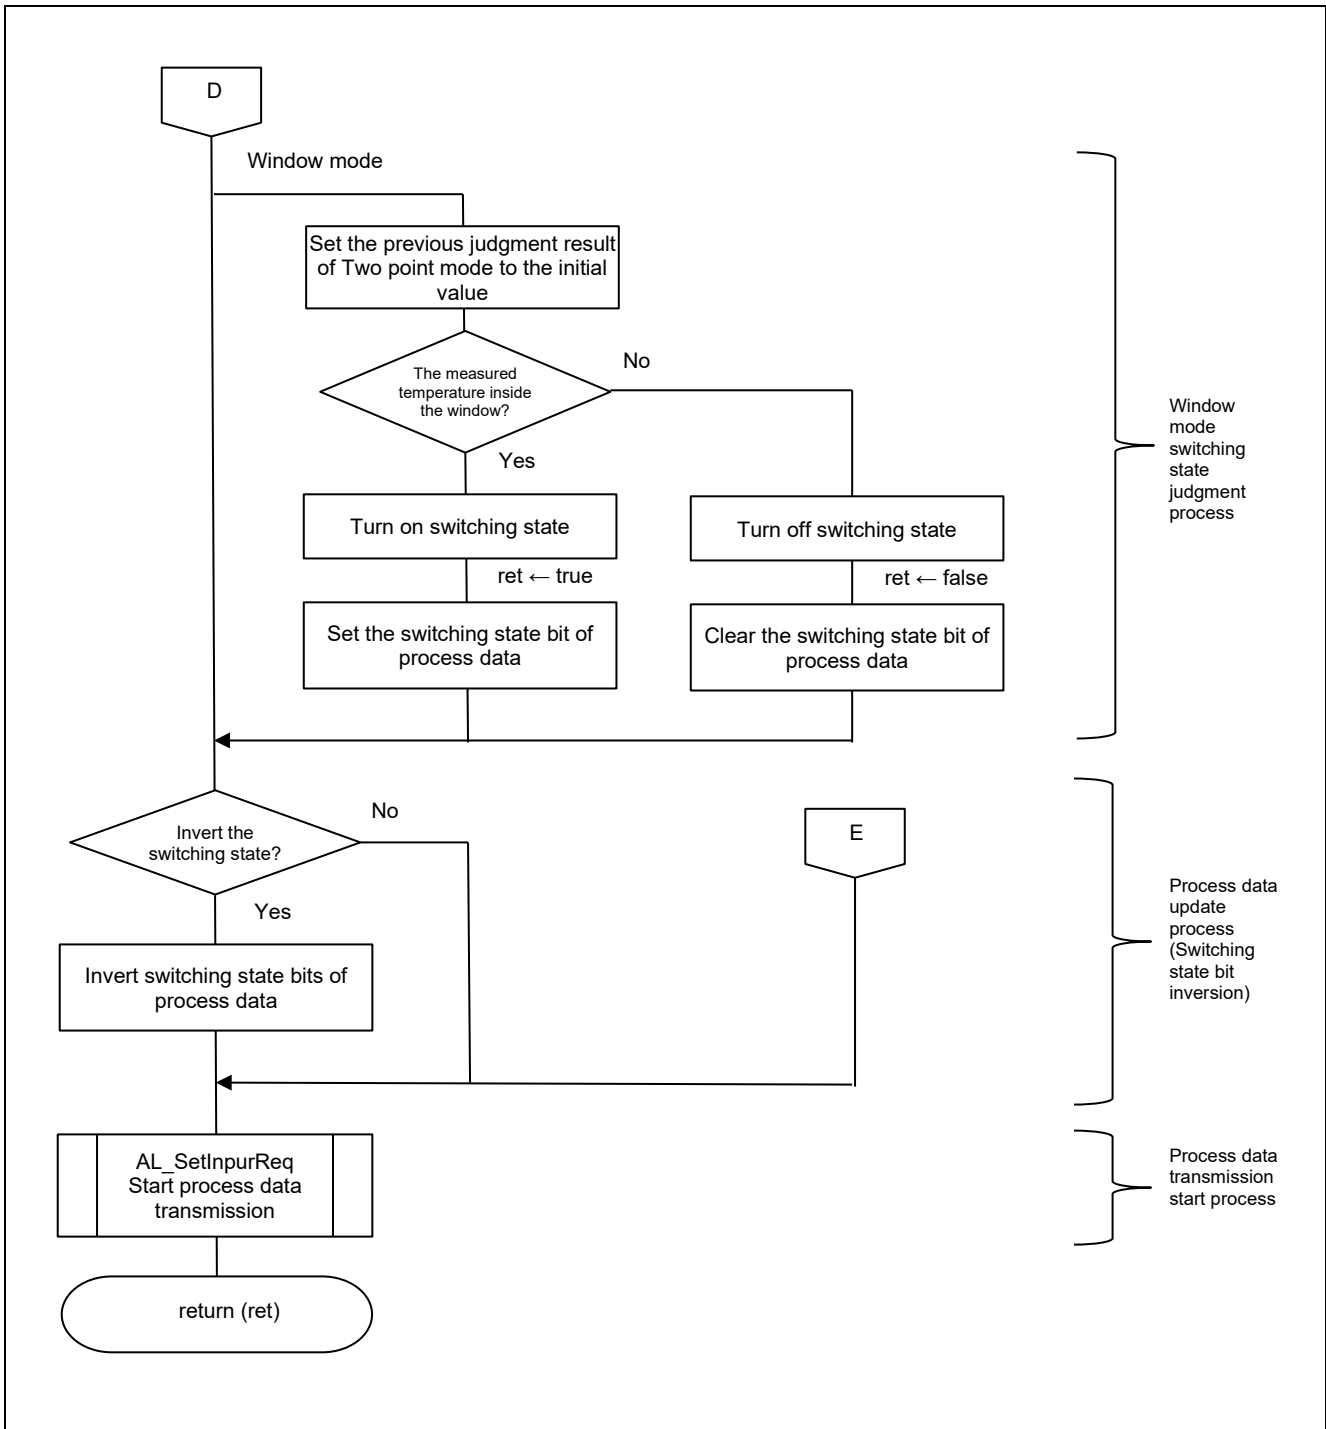 D
Window mode
Set the previous judgment result
of Two point mode to the initial
value
The measured
temperature inside
the window?
No
Yes
Turn on switching state
Turn off switching state
ret ← true
ret ← false
Set the switching state bit of
process data
Clear the switching state bit of
process data
Window
mode
switching
state
judgment
process
Invert the
switching state?
No
Yes
E
Invert switching state bits of
process data
Process data
update
process
(Switching
state bit
inversion)
AL_SetInpurReq
Start process data
transmission
Process data
transmission
start process
return (ret)